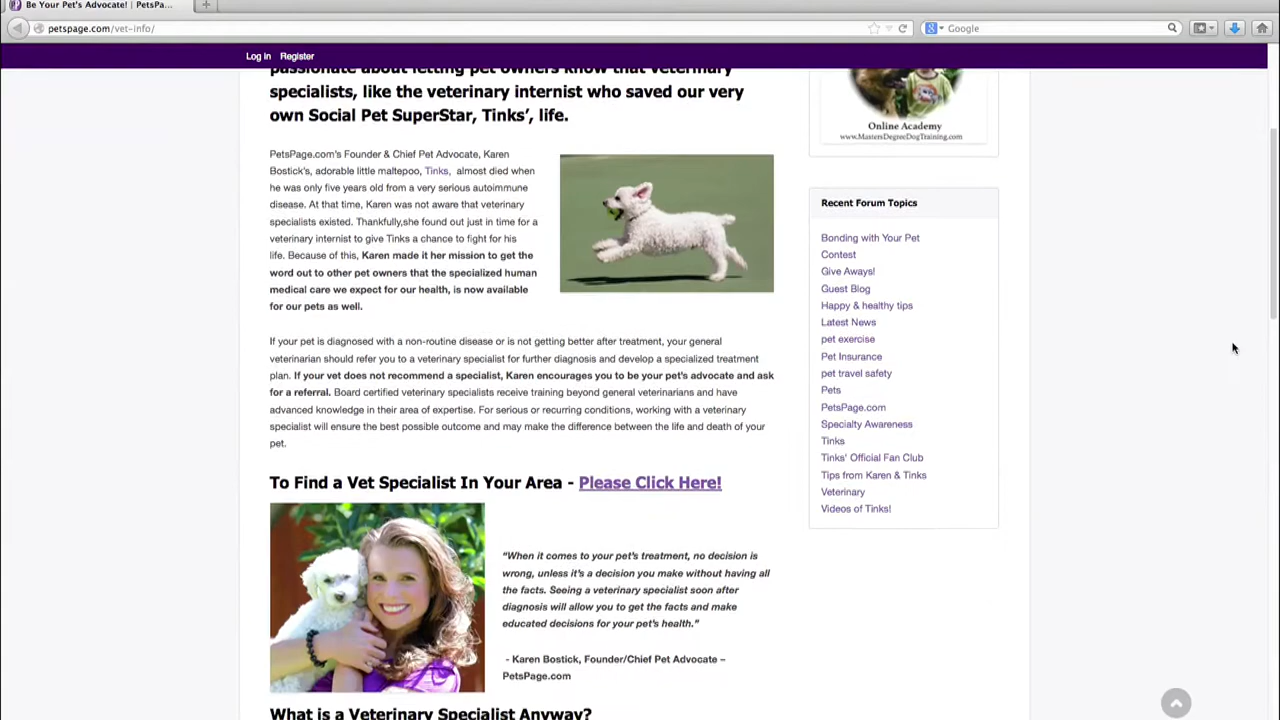 Be Your Pet's Advocate! | PetsPa...
petspage.com/vet-info/
Google
Log In Register
passionate about letting pet owners know that veterinary
specialists, like the veterinary internist who saved our very
own Social Pet SuperStar, Tinks', life.
PetsPage.com's Founder & Chief Pet Advocate, Karen
Bostick's, adorable little maltepoo, Tinks, almost died when
he was only five years old from a very serious autoimmune
disease. At that time, Karen was not aware that veterinary
specialists existed. Thankfully,she found out just in time for a
veterinary internist to give Tinks a chance to fight for his
life. Because of this, Karen made it her mission to get the
word out to other pet owners that the specialized human
medical care we expect for our health, is now available
for our pets as well.
If your pet is diagnosed with a non-routine disease or is not getting better after treatment, your general
veterinarian should refer you to a veterinary specialist for further diagnosis and develop a specialized treatment
plan. If your vet does not recommend a specialist, Karen encourages you to be your pet's advocate and ask
for a referral. Board certified veterinary specialists receive training beyond general veterinarians and have
advanced knowledge in their area of expertise. For serious or recurring conditions, working with a veterinary
specialist will ensure the best possible outcome and may make the difference between the life and death of your
pet.
To Find a Vet Specialist In Your Area - Please Click Here!
"When it comes to your pet's treatment, no decision is
wrong, unless it's a decision you make without having all
the facts. Seeing a veterinary specialist soon after
diagnosis will allow you to get the facts and make
educated decisions for your pet's health."
- Karen Bostick, Founder/Chief Pet Advocate –
PetsPage.com
What is a Veterinary Specialist Anyway?
Online Academy
www.MastersDegreeDogTraining.com
Recent Forum Topics
Bonding with Your Pet
Contest
Give Aways!
Guest Blog
Happy & healthy tips
Latest News
pet exercise
Pet Insurance
pet travel safety
Pets
PetsPage.com
Specialty Awareness
Tinks
Tinks' Official Fan Club
Tips from Karen & Tinks
Veterinary
Videos of Tinks!